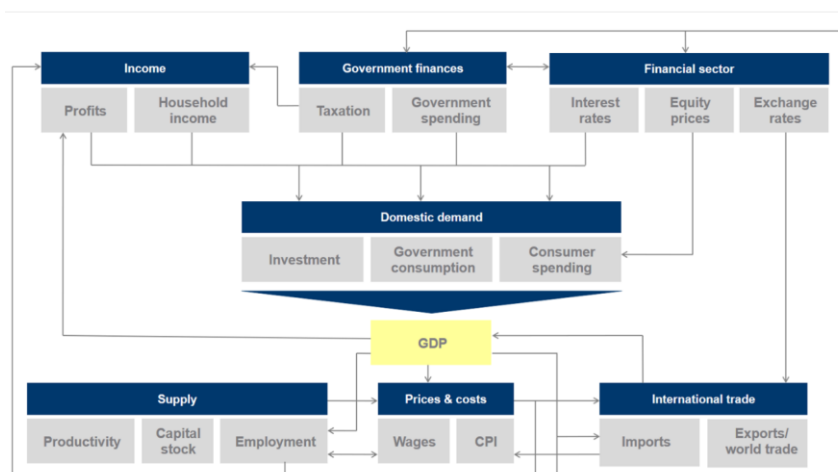 Income
Government finances
Financial sector
Profits
Household
income
Taxation
Government
spending
Interest
rates
Equity
prices
Exchange
rates
Domestic demand
Investment
Government
consumption
Consumer
spending
GDP
Supply
Prices & costs
International trade
Productivity
Capital
stock
Employment
Wages
CPI
Imports
Exports/
world trade